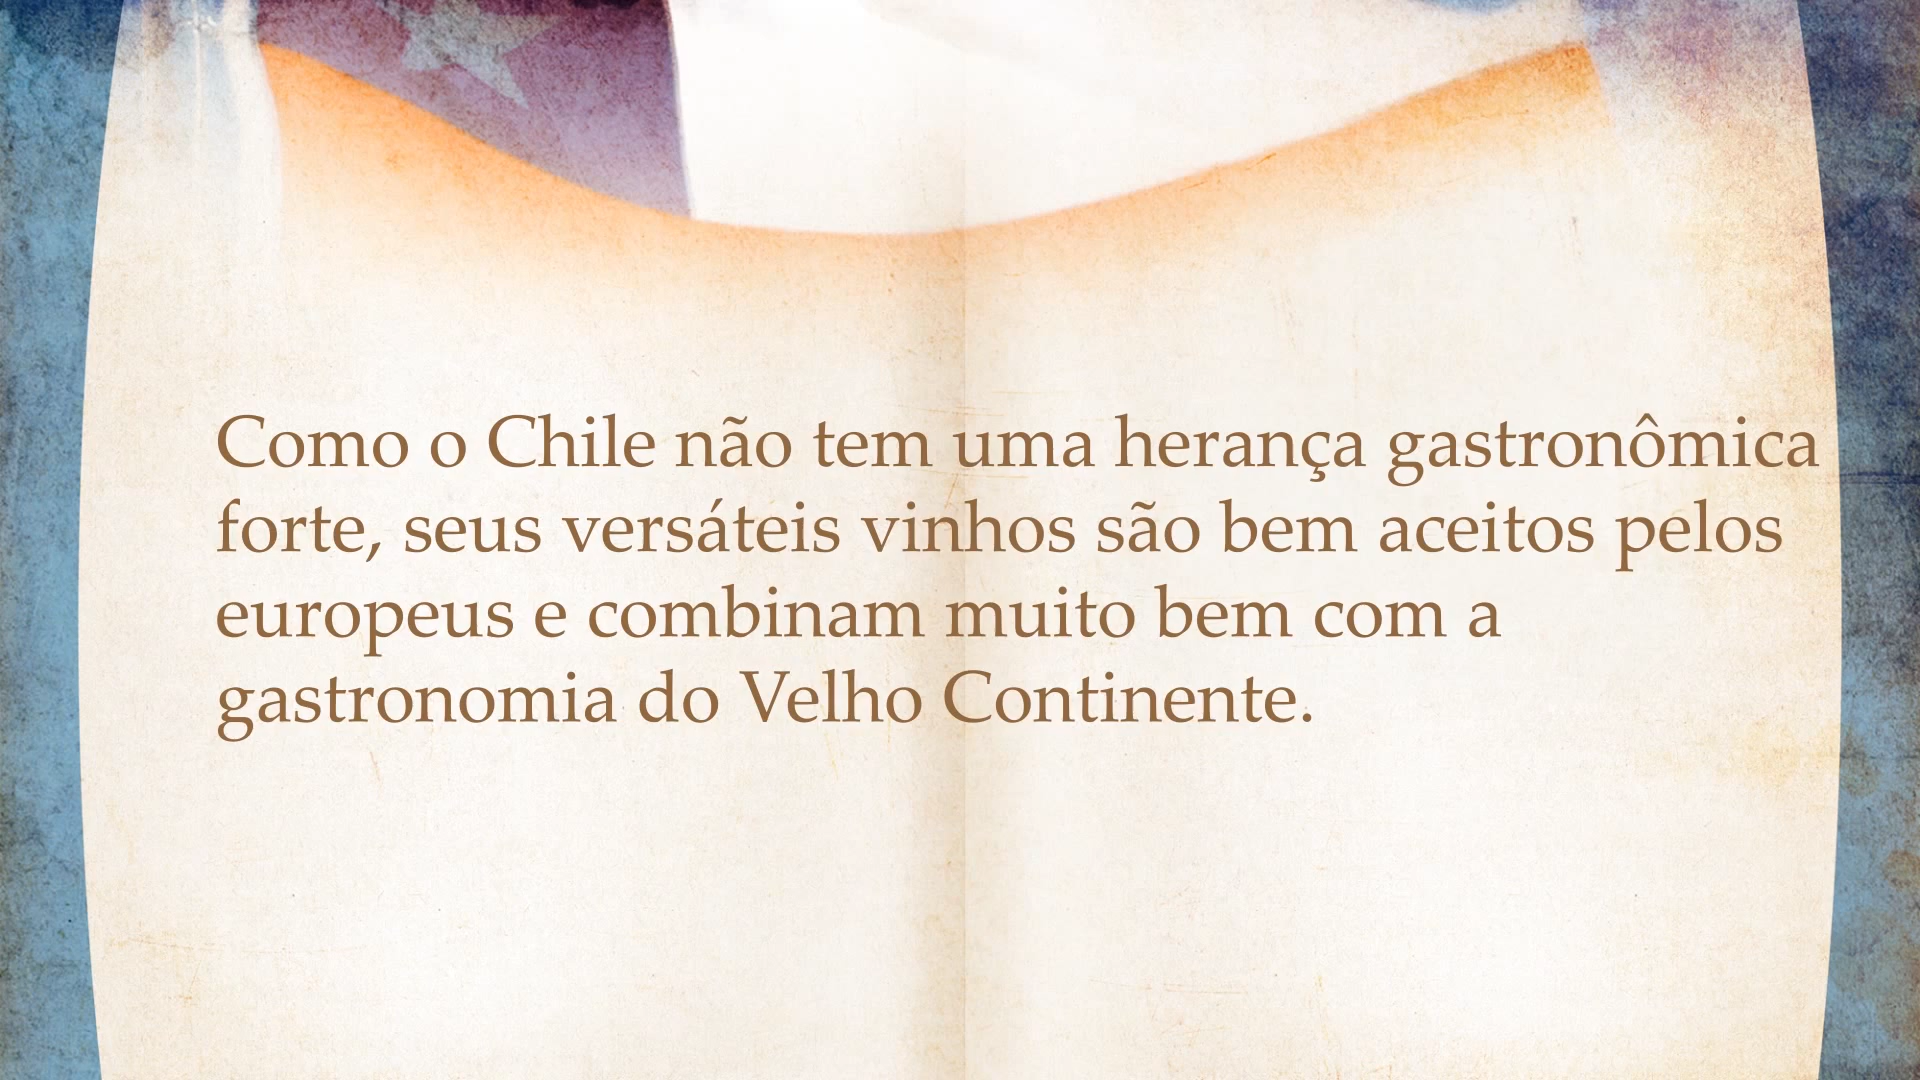 Como o Chile não tem uma herança gastronômica
forte, seus versáteis vinhos são bem aceitos pelos
europeus e combinam muito bem com a
gastronomia do Velho Continente.